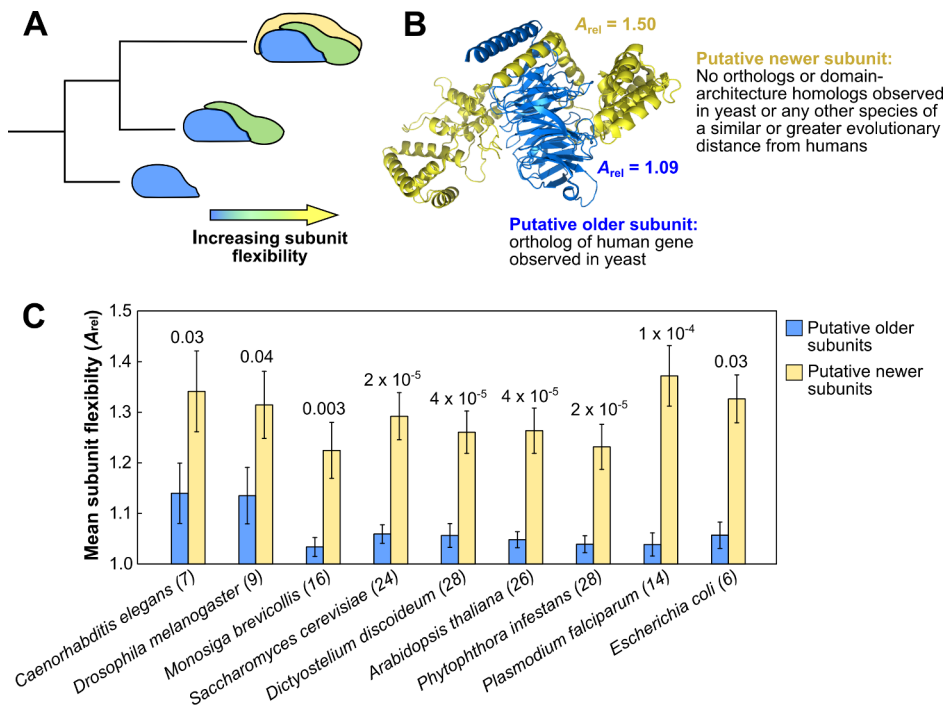 A
Increasing subunit
flexibility
B
Arel = 1.50
Arel = 1.09
Putative newer subunit:
No orthologs or domain-
architecture homologs observed
in yeast or any other species of
a similar or greater evolutionary
distance from humans
Putative older subunit:
ortholog of human gene
observed in yeast
C
Mean subunit flexibilty (Arel)
1.5
1.4
1.3
1.2
1.1
1.0
0.03
0.04
0.003
2 x 10-5
4 x 10-5
4 x 10-5
2 x 10-5
1 x 10-4
0.03
Putative older
subunits
Putative newer
subunits
Caenorhabditis elegans (7)
Drosophila melanogaster (9)
Monosiga brevicollis (16)
Saccharomyces cerevisiae (24)
Dictyostelium discoideum (28)
Arabidopsis thaliana (26)
Phytophthora infestans (28)
Plasmodium falciparum (14)
Escherichia coli (6)